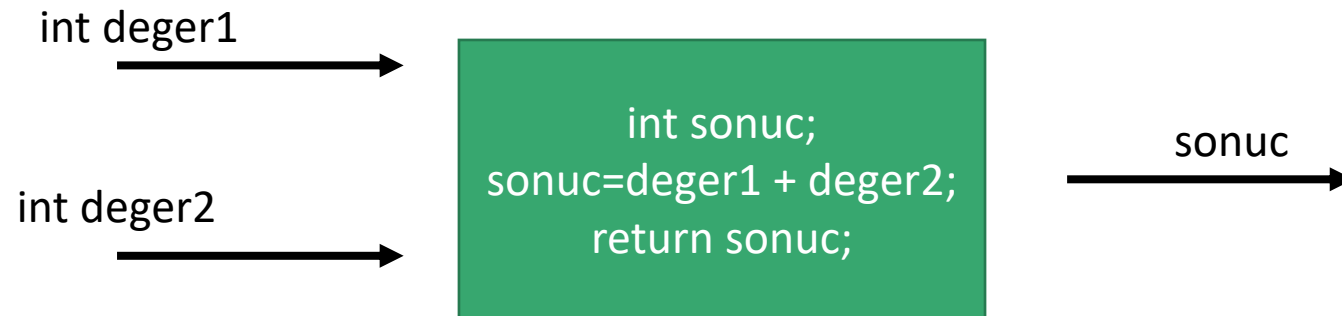 int deger1
int deger2
int sonuc;
sonuc=deger1 + deger2;
return sonuc;
sonuc